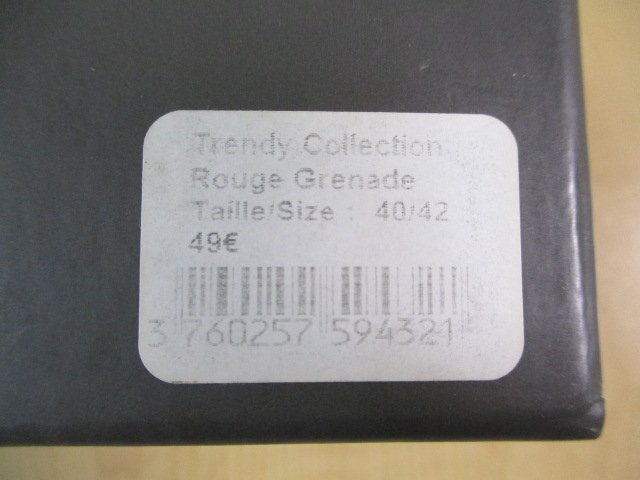 Trendy Collection
Rouge Grenade
Taille/Size : 40/42
49€
3 760257 594321